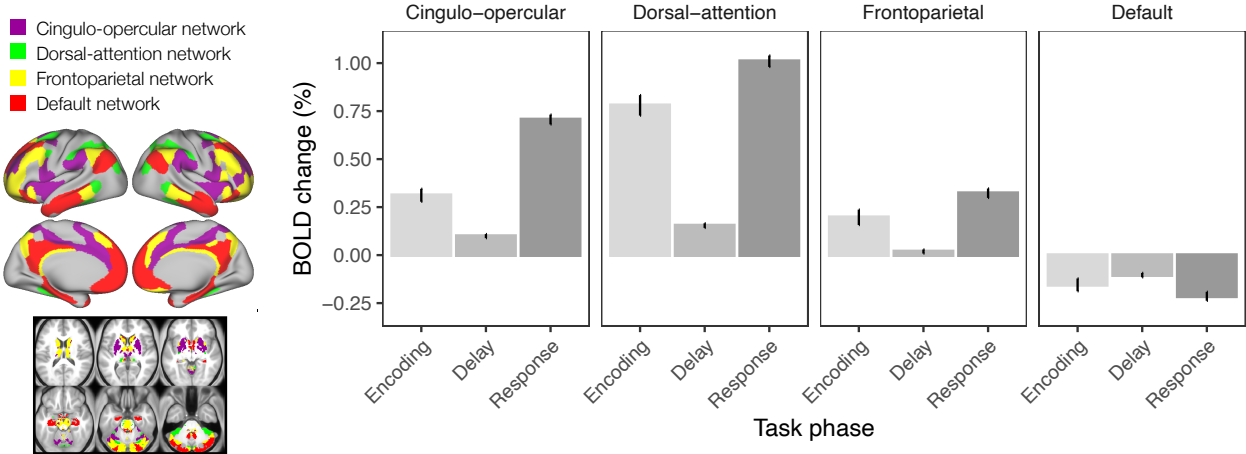 Cingulo-opercular network
Dorsal-attention network
Frontoparietal network
Default network
Cingulo−opercular
Dorsal−attention
Frontoparietal
Default
BOLD change (%)
1.00
0.75
0.50
0.25
0.00
−0.25
Encoding
Delay
Response
Encoding
Delay
Response
Encoding
Delay
Response
Encoding
Delay
Response
Task phase